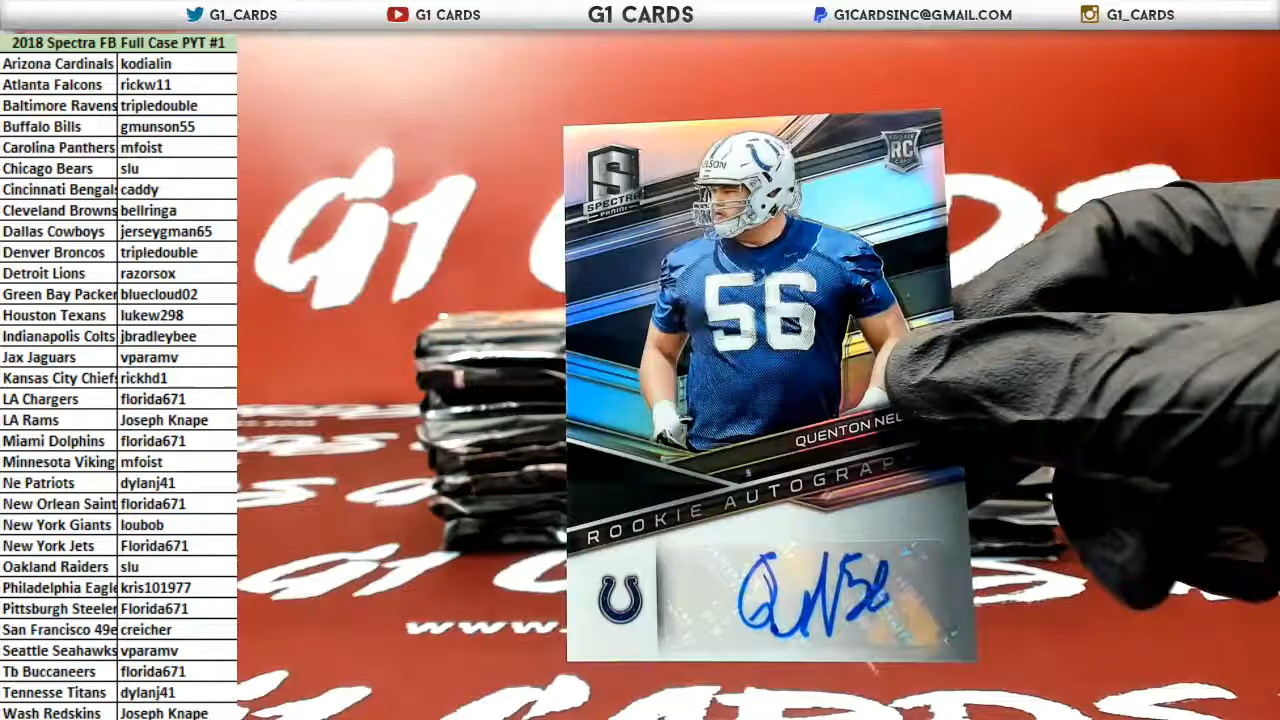 G1_CARDS
G1 CARDS
G1 CARDS
G1CARDSINC@GMAIL.COM
G1_CARDS
2018 Spectra FB Full Case PYT #1
Arizona Cardinals kodialin
Atlanta Falcons rickw11
Baltimore Ravens tripledouble
Buffalo Bills gmunson55
Carolina Panthers mfoist
Chicago Bears slu
Cincinnati Bengals caddy
Cleveland Browns bellringa
Dallas Cowboys jerseygman65
Denver Broncos tripledouble
Detroit Lions razorsox
Green Bay Packer bluecloud02
Houston Texans lukew298
Indianapolis Colts jbradleybee
Jax Jaguars vparamv
Kansas City Chiefs rickhd1
LA Chargers florida671
LA Rams Joseph Knape
Miami Dolphins florida671
Minnesota Viking mfoist
Ne Patriots dylanj41
New Orlean Saint florida671
New York Giants loubob
New York Jets Florida671
Oakland Raiders slu
Philadelphia Eagle kris101977
Pittsburgh Steeler Florida671
San Francisco 49e creicher
Seattle Seahawks vparamv
Tb Buccaneers florida671
Tennesse Titans dylanj41
Wash Redskins Joseph Knape
G1 C
SPECTRA
PANINI
ROOKIE
RC
56
QUENTON NEL
ROOKIE AUTOGRAP
www.
G1 CARDS